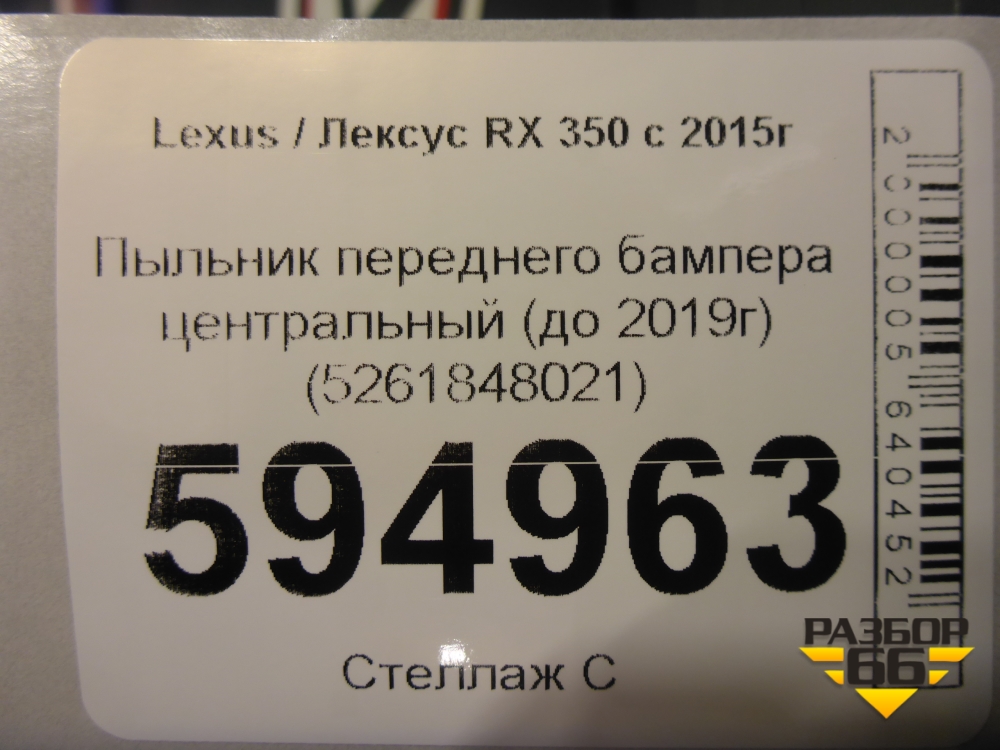 Lexus / Лексус RX 350 с 2015г
Пыльник переднего бампера
центральный (до 2019г)
(5261848021)
594963
Стеллаж С
2000005640452
РАЗБОР
66